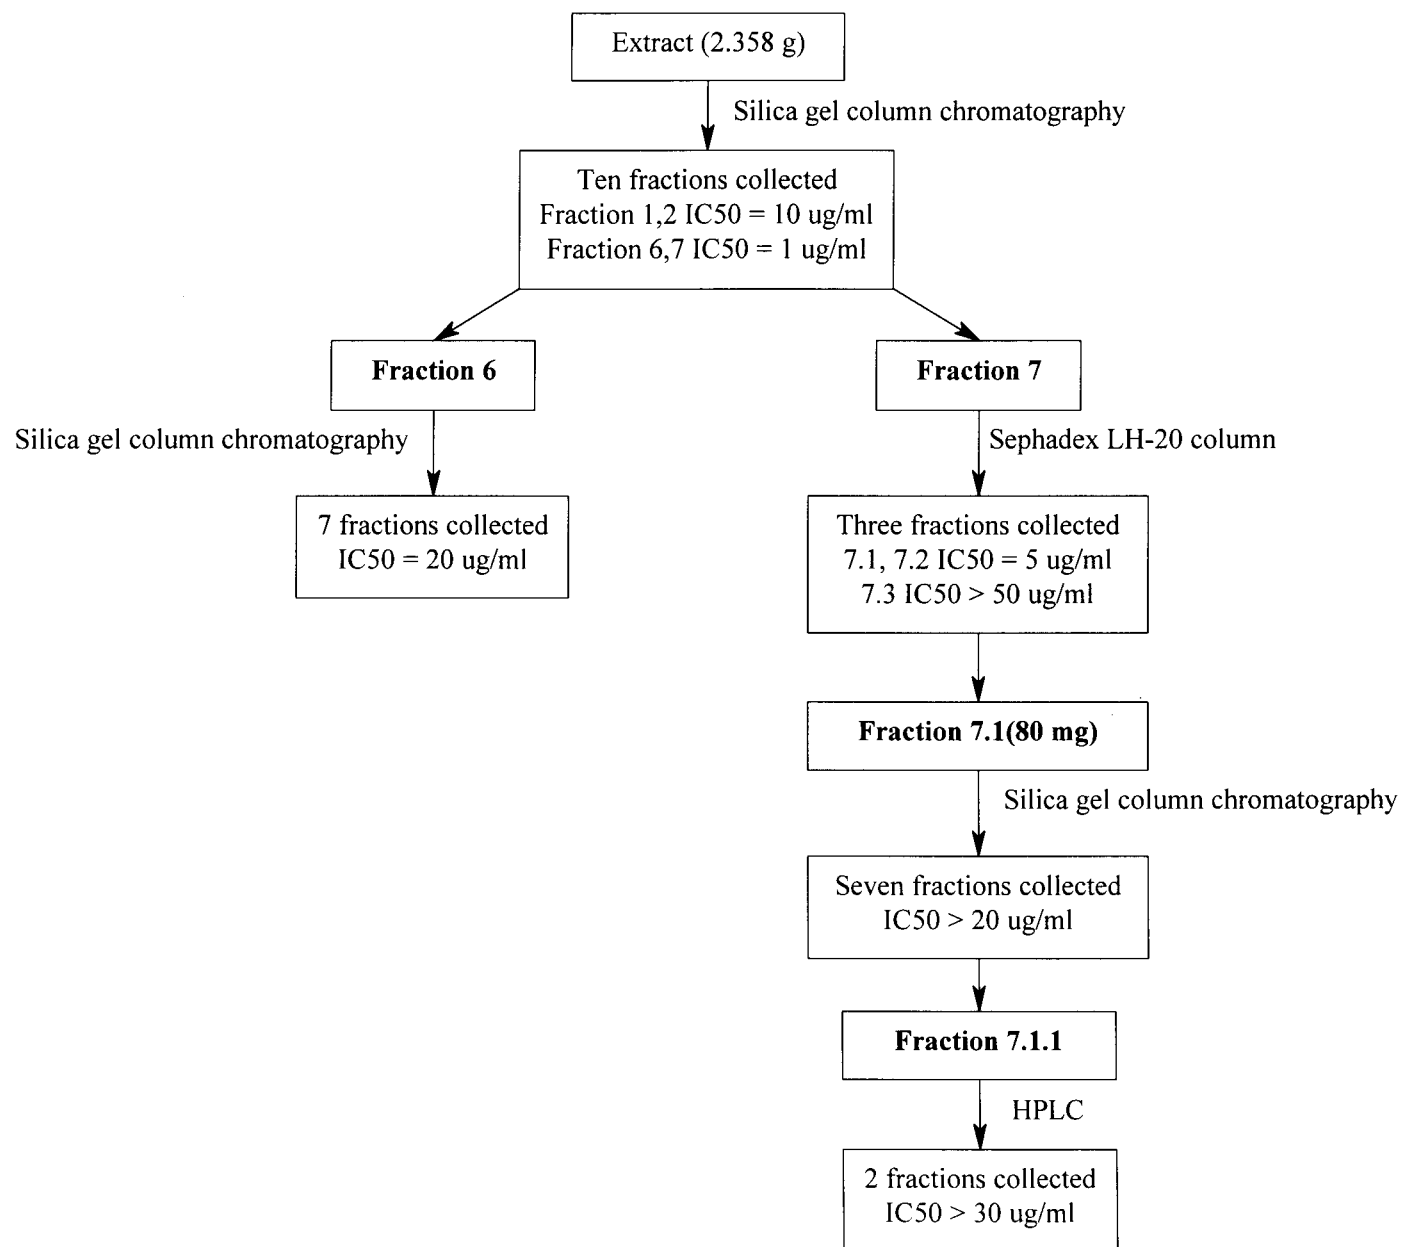 Extract (2.358 g)
Silica gel column chromatography
Ten fractions collected
Fraction 1,2 IC50 = 10 ug/ml
Fraction 6,7 IC50 = 1 ug/ml
Fraction 6
Fraction 7
Silica gel column chromatography
Sephadex LH-20 column
7 fractions collected
IC50 = 20 ug/ml
Three fractions collected
7.1, 7.2 IC50 = 5 ug/ml
7.3 IC50 > 50 ug/ml
Fraction 7.1(80 mg)
Silica gel column chromatography
Seven fractions collected
IC50 > 20 ug/ml
Fraction 7.1.1
HPLC
2 fractions collected
IC50 > 30 ug/ml